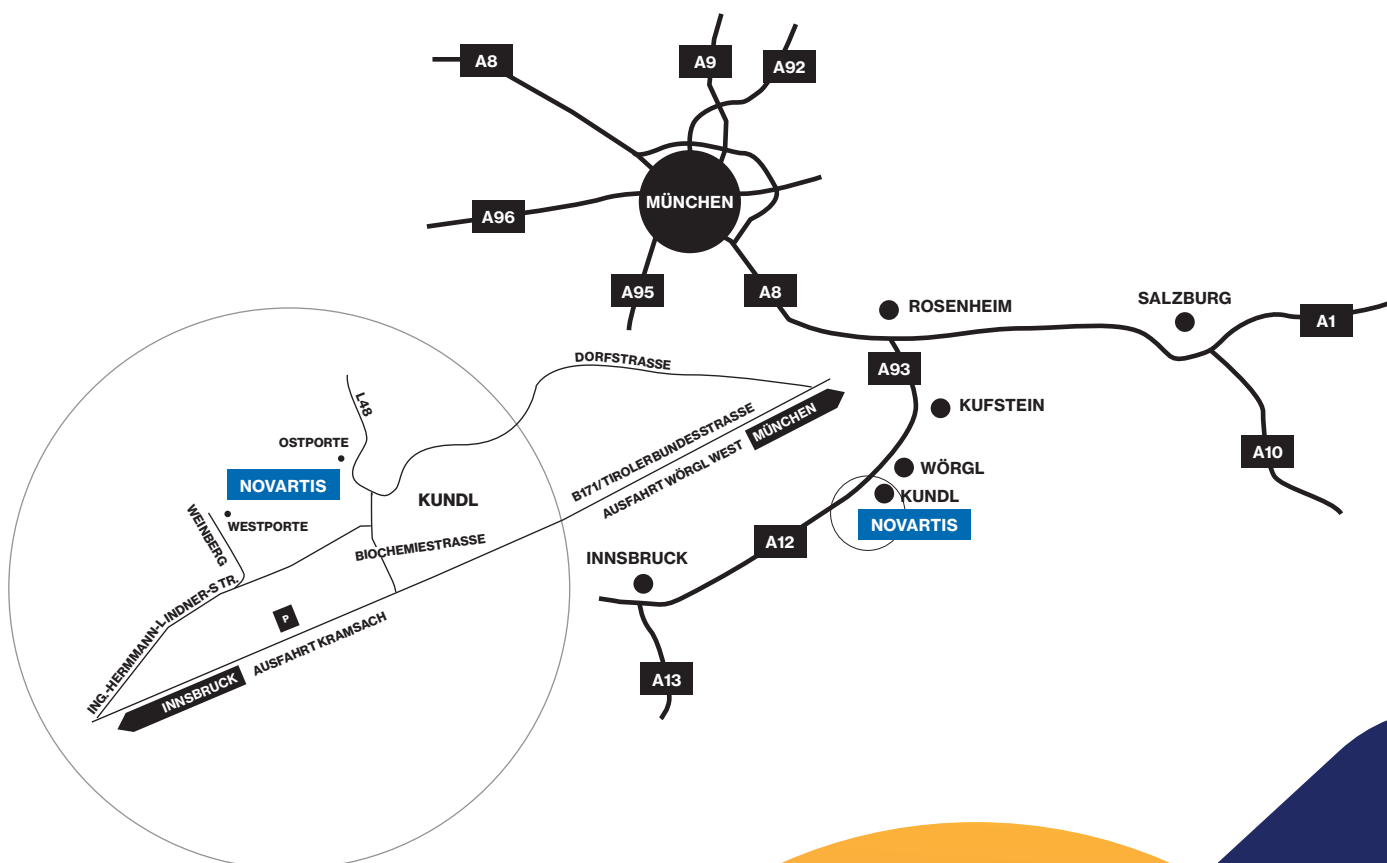 A8
A9
A92
MÜNCHEN
A96
A95
A8
ROSENHEIM
SALZBURG
A1
A93
KUFSTEIN
A10
WÖRGL
KUNDL
NOVARTIS
A12
INNSBRUCK
A13
DORFSTRASSE
L48
OSTPORTE
NOVARTIS
WESTPORTE
WEINBERG
KUNDL
BIOCHEMIESTRASSE
B171/TIROLERBUNDESSTRASSE
AUSFAHRT WÖRGL WEST
MÜNCHEN
ING.-HERMMANN-LINDNER-STR.
P
AUSFAHRT KRAMSACH
INNSBRUCK